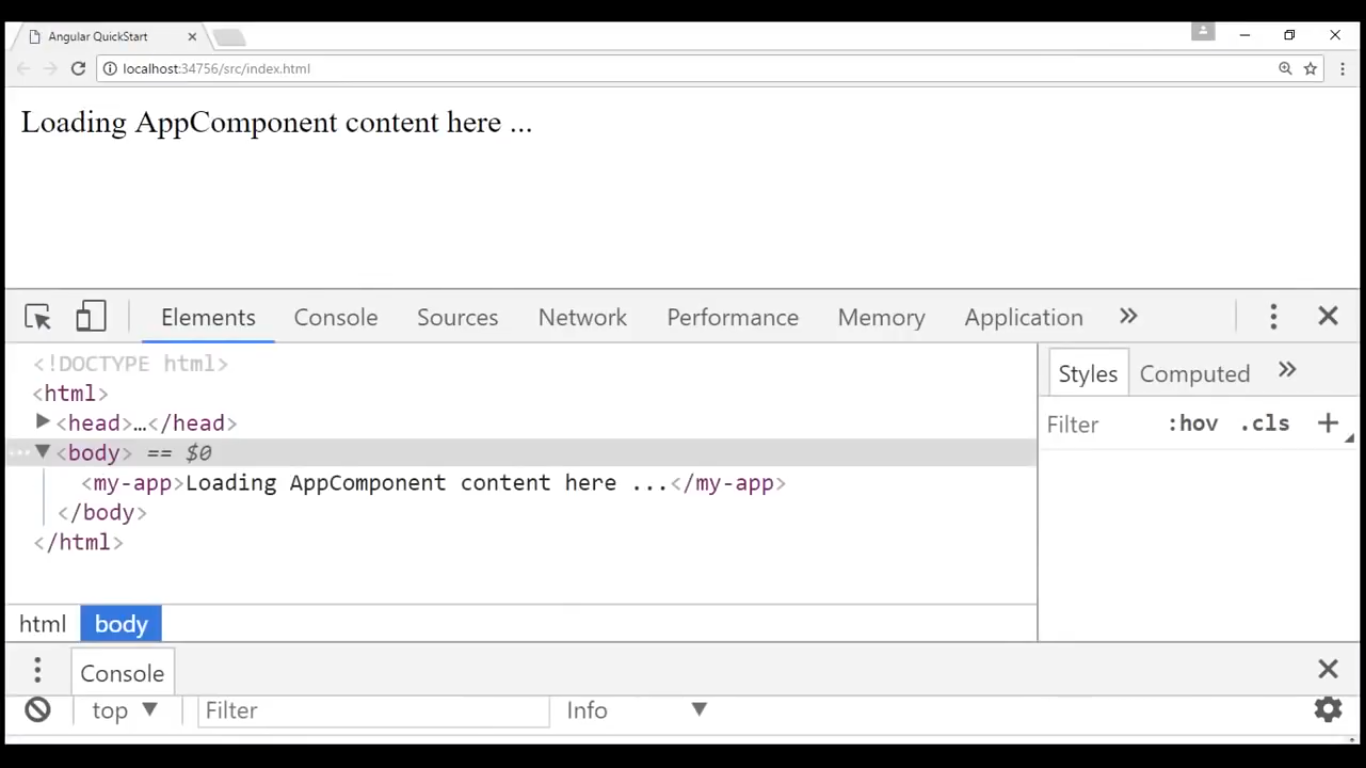 Angular QuickStart
localhost:34756/src/index.html
Loading AppComponent content here ...
Elements Console Sources Network Performance Memory Application »
<!DOCTYPE html>
<html>
<head>…</head>
<body> == $0
<my-app>Loading AppComponent content here ...</my-app>
</body>
</html>
Styles Computed »
Filter :hov .cls +
html body
Console
top Filter Info